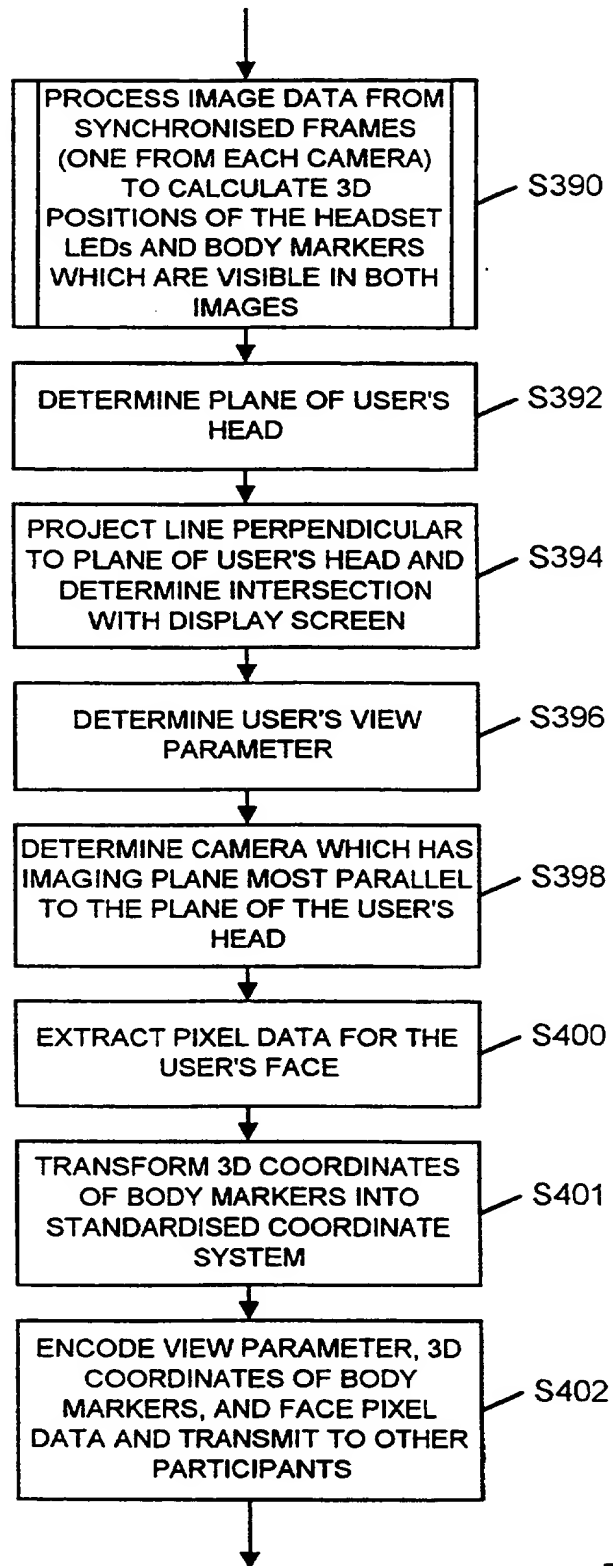 PROCESS IMAGE DATA FROM
SYNCHRONISED FRAMES
(ONE FROM EACH CAMERA)
TO CALCULATE 3D
POSITIONS OF THE HEADSET
LEDs AND BODY MARKERS
WHICH ARE VISIBLE IN BOTH
IMAGES
S390
DETERMINE PLANE OF USER'S
HEAD
S392
PROJECT LINE PERPENDICULAR
TO PLANE OF USER'S HEAD AND
DETERMINE INTERSECTION
WITH DISPLAY SCREEN
S394
DETERMINE USER'S VIEW
PARAMETER
S396
DETERMINE CAMERA WHICH HAS
IMAGING PLANE MOST PARALLEL
TO THE PLANE OF THE USER'S
HEAD
S398
EXTRACT PIXEL DATA FOR THE
USER'S FACE
S400
TRANSFORM 3D COORDINATES
OF BODY MARKERS INTO
STANDARDISED COORDINATE
SYSTEM
S401
ENCODE VIEW PARAMETER, 3D
COORDINATES OF BODY
MARKERS, AND FACE PIXEL
DATA AND TRANSMIT TO OTHER
PARTICIPANTS
S402